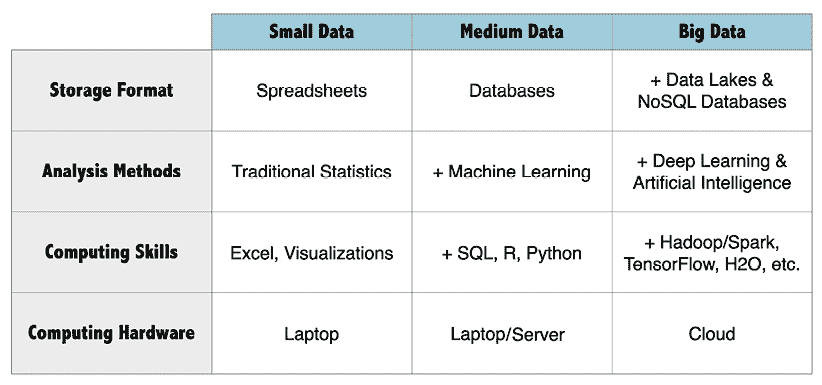 Small Data Medium Data Big Data
Storage Format Spreadsheets Databases + Data Lakes &
NoSQL Databases
Analysis Methods Traditional Statistics + Machine Learning + Deep Learning &
Artificial Intelligence
Computing Skills Excel, Visualizations + SQL, R, Python + Hadoop/Spark,
TensorFlow, H2O, etc.
Computing Hardware Laptop Laptop/Server Cloud